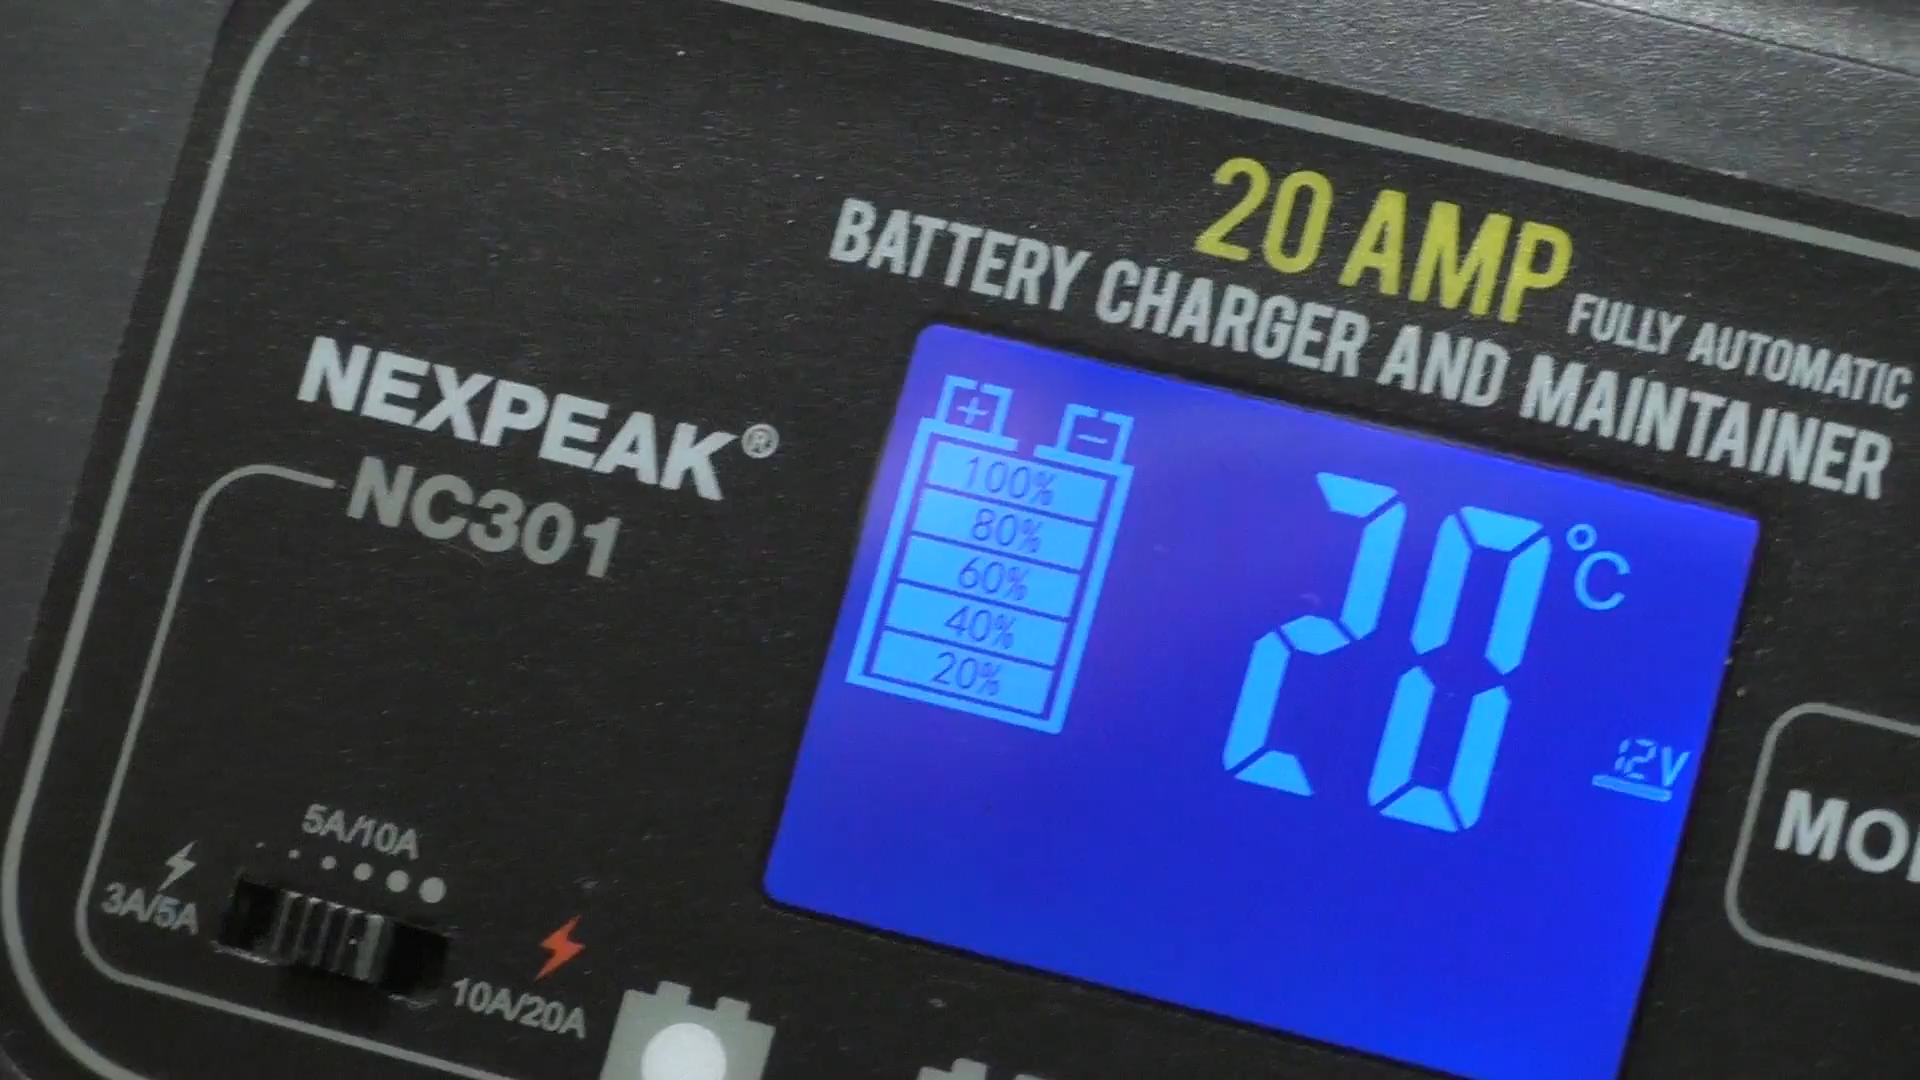 20 AMP
FULLY AUTOMATIC
BATTERY CHARGER AND MAINTAINER
NEXPEAK®
NC301
+ −
100%
80%
60%
40%
20%
20 °C
12V
5A/10A
3A/5A
10A/20A